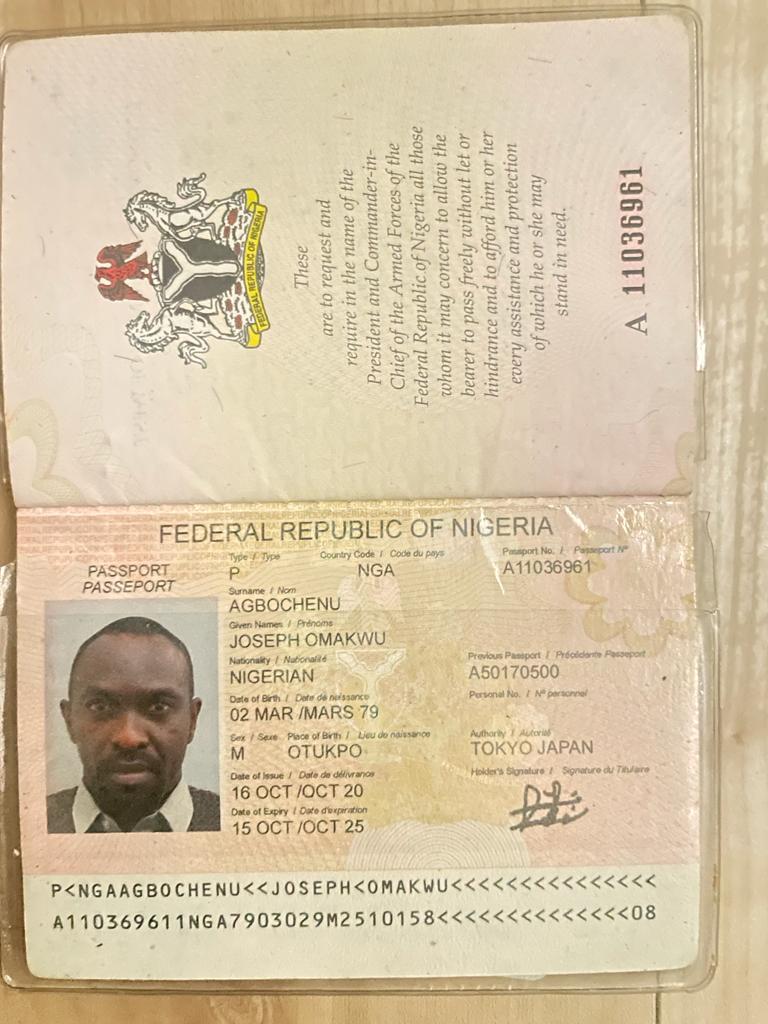 FEDERAL REPUBLIC OF NIGERIA
These
are to request and
require in the name of the
President and Commander-in-
Chief of the Armed Forces of the
Federal Republic of Nigeria all those
whom it may concern to allow the
bearer to pass freely without let or
hindrance and to afford him or her
every assistance and protection
of which he or she may
stand in need.
A 11036961
FEDERAL REPUBLIC OF NIGERIA
PASSPORT
PASSEPORT
Type / Type
P
Country Code / Code du pays
NGA
Passport No. / Passeport N°
A11036961
Surname / Nom
AGBOCHENU
Given Names / Prénoms
JOSEPH OMAKWU
Nationality / Nationalité
NIGERIAN
Previous Passport / Précédente Passeport
A50170500
Date of Birth / Date de naissance
02 MAR /MARS 79
Personal No. / N° personnel
Sex / Sexe
M
Place of Birth / Lieu de naissance
OTUKPO
Authority / Autorité
TOKYO JAPAN
Date of Issue / Date de délivrance
16 OCT /OCT 20
Holder's Signature / Signature du Titulaire
Date of Expiry / Date d'expiration
15 OCT /OCT 25
P<NGAAGBOCHENU<<JOSEPH<OMAKWU<<<<<<<<<<<<<<<
A110369611NGA7903029M2510158<<<<<<<<<<<<<<08